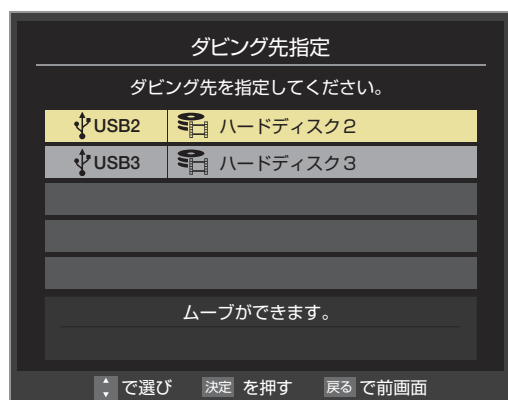 ダビング先指定
ダビング先を指定してください。
USB2 ハードディスク2
USB3 ハードディスク3
ムーブができます。
で選び 決定 を押す 戻る で前画面